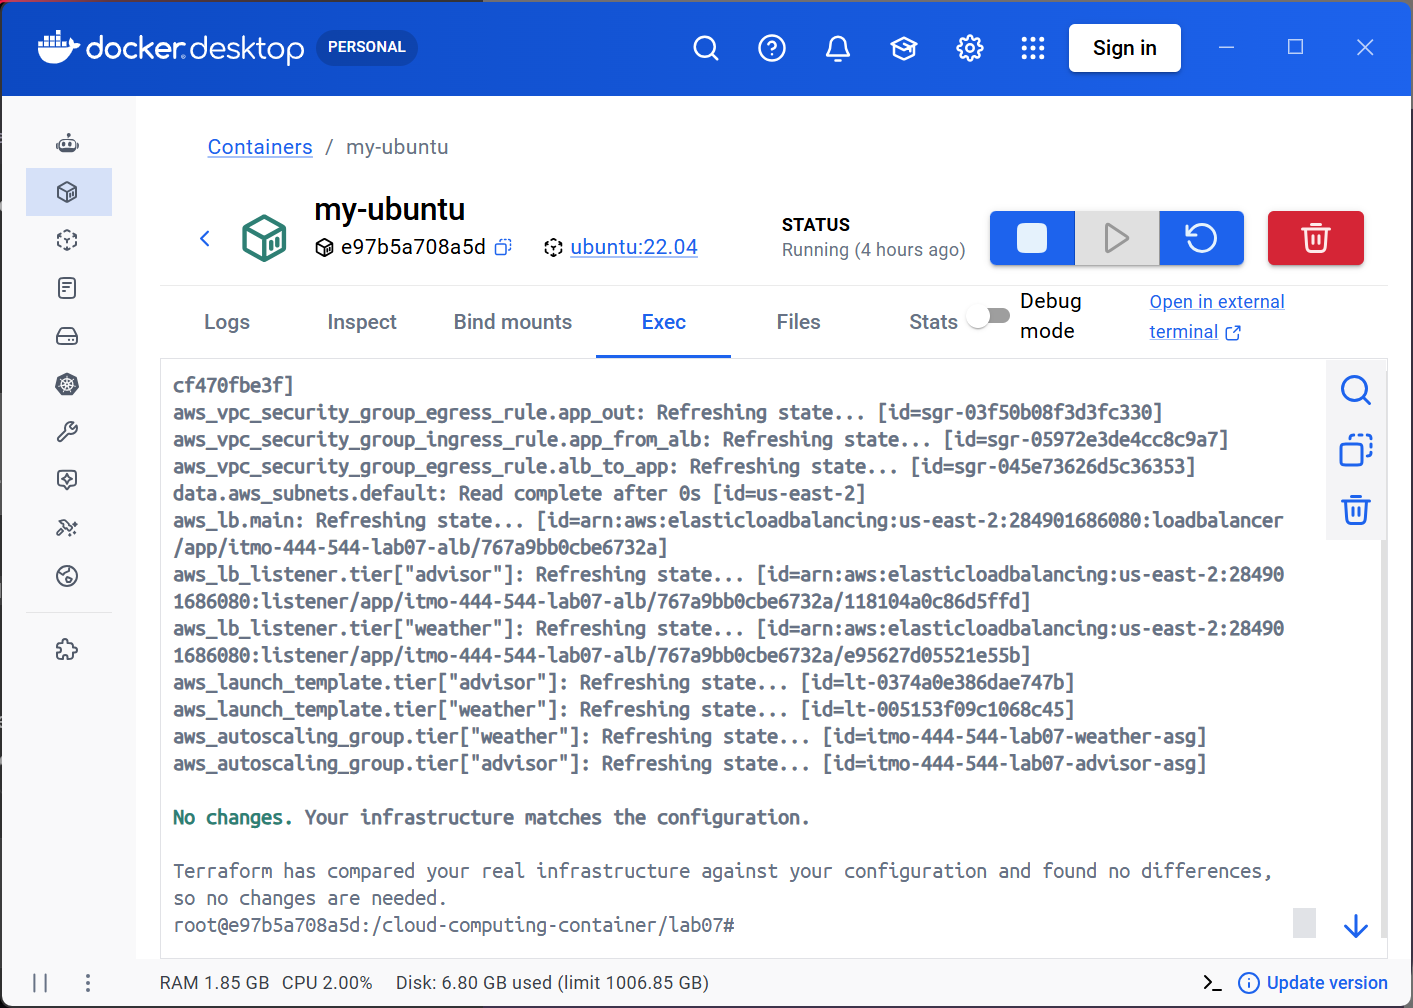 docker desktop PERSONAL Sign in
Containers / my-ubuntu
my-ubuntu
e97b5a708a5d ubuntu:22.04
STATUS
Running (4 hours ago)
Logs Inspect Bind mounts Exec Files Stats
Debug mode
Open in external terminal
cf470fbe3f]
aws_vpc_security_group_egress_rule.app_out: Refreshing state... [id=sgr-03f50b08f3d3fc330]
aws_vpc_security_group_ingress_rule.app_from_alb: Refreshing state... [id=sgr-05972e3de4cc8c9a7]
aws_vpc_security_group_egress_rule.alb_to_app: Refreshing state... [id=sgr-045e73626d5c36353]
data.aws_subnets.default: Read complete after 0s [id=us-east-2]
aws_lb.main: Refreshing state... [id=arn:aws:elasticloadbalancing:us-east-2:284901686080:loadbalancer
/app/itmo-444-544-lab07-alb/767a9bb0cbe6732a]
aws_lb_listener.tier["advisor"]: Refreshing state... [id=arn:aws:elasticloadbalancing:us-east-2:28490
1686080:listener/app/itmo-444-544-lab07-alb/767a9bb0cbe6732a/118104a0c86d5ffd]
aws_lb_listener.tier["weather"]: Refreshing state... [id=arn:aws:elasticloadbalancing:us-east-2:28490
1686080:listener/app/itmo-444-544-lab07-alb/767a9bb0cbe6732a/e95627d05521e55b]
aws_launch_template.tier["advisor"]: Refreshing state... [id=lt-0374a0e386dae747b]
aws_launch_template.tier["weather"]: Refreshing state... [id=lt-005153f09c1068c45]
aws_autoscaling_group.tier["weather"]: Refreshing state... [id=itmo-444-544-lab07-weather-asg]
aws_autoscaling_group.tier["advisor"]: Refreshing state... [id=itmo-444-544-lab07-advisor-asg]
No changes. Your infrastructure matches the configuration.
Terraform has compared your real infrastructure against your configuration and found no differences,
so no changes are needed.
root@e97b5a708a5d:/cloud-computing-container/lab07#
RAM 1.85 GB CPU 2.00% Disk: 6.80 GB used (limit 1006.85 GB) Update version